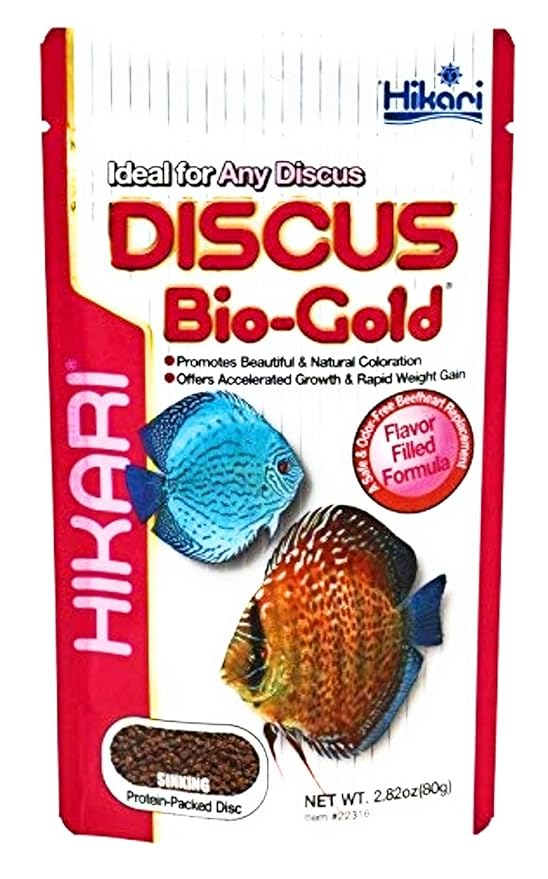 Hikari
Ideal for Any Discus
DISCUS
Bio-Gold®
•Promotes Beautiful & Natural Coloration
•Offers Accelerated Growth & Rapid Weight Gain
A Safe & Odor-Free Beefheart Replacement
Flavor
Filled
Formula
HIKARI®
SINKING
Protein-Packed Disc
NET WT. 2.82oz(80g)
Item #22316